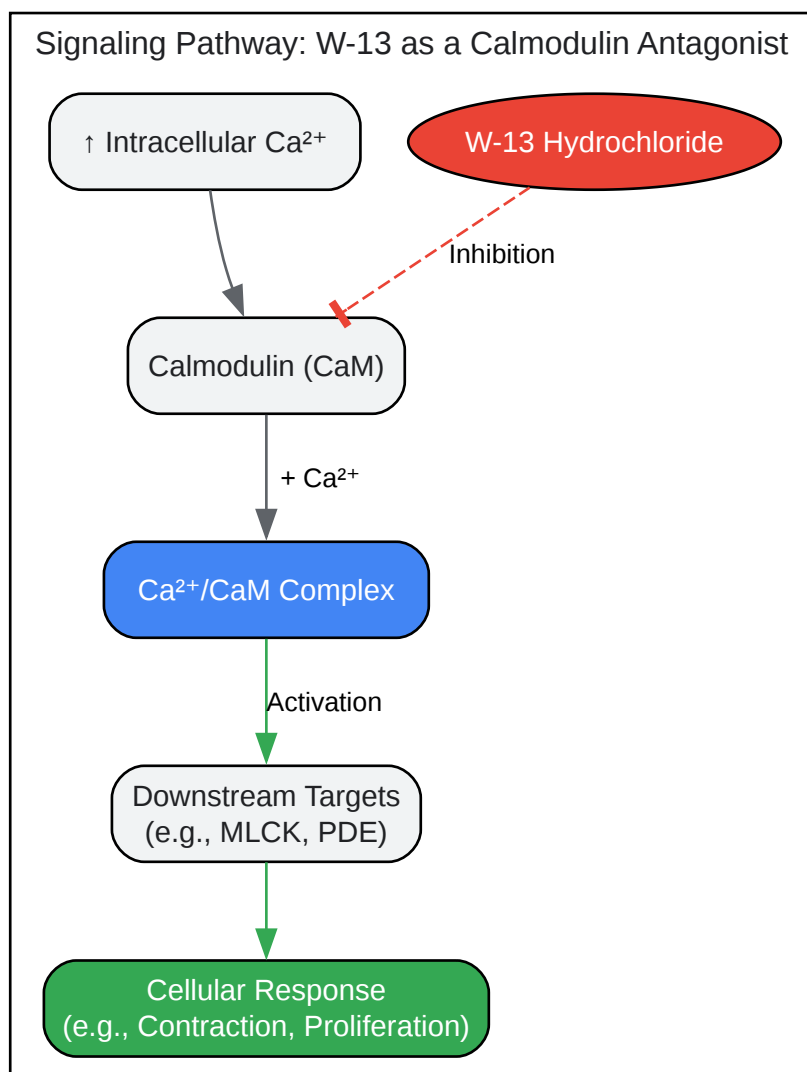 Signaling Pathway: W-13 as a Calmodulin Antagonist
↑ Intracellular Ca²⁺
W-13 Hydrochloride
Inhibition
Calmodulin (CaM)
+ Ca²⁺
Ca²⁺/CaM Complex
Activation
Downstream Targets
(e.g., MLCK, PDE)
Cellular Response
(e.g., Contraction, Proliferation)